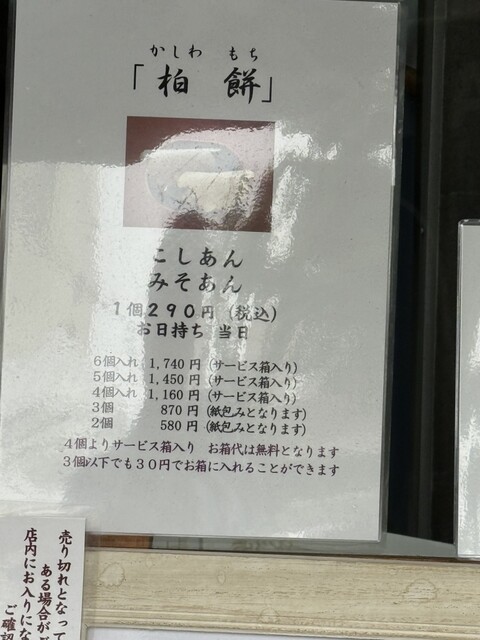 かしわ もち
「柏 餅」
こしあん
みそあん
1個290円（税込）
お日持ち 当日
6個入れ 1,740円（サービス箱入り）
5個入れ 1,450円（サービス箱入り）
4個入れ 1,160円（サービス箱入り）
3個 870円（紙包みとなります）
2個 580円（紙包みとなります）
4個よりサービス箱入り お箱代は無料となります
3個以下でも30円でお箱に入れることができます
売り切れとなって
ある場合が
店内にお入りにな
ご確認